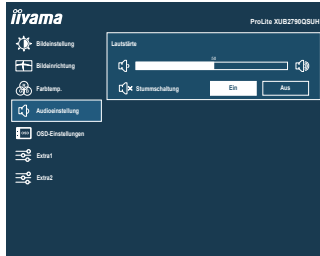 iiyama
ProLite XUB2790QSUH
Bildeinstellung
Bildeinrichtung
Farbtemp.
Audioeinstellung
OSD-Einstellungen
Extra1
Extra2
Lautstärke
Stummschaltung
Ein
Aus